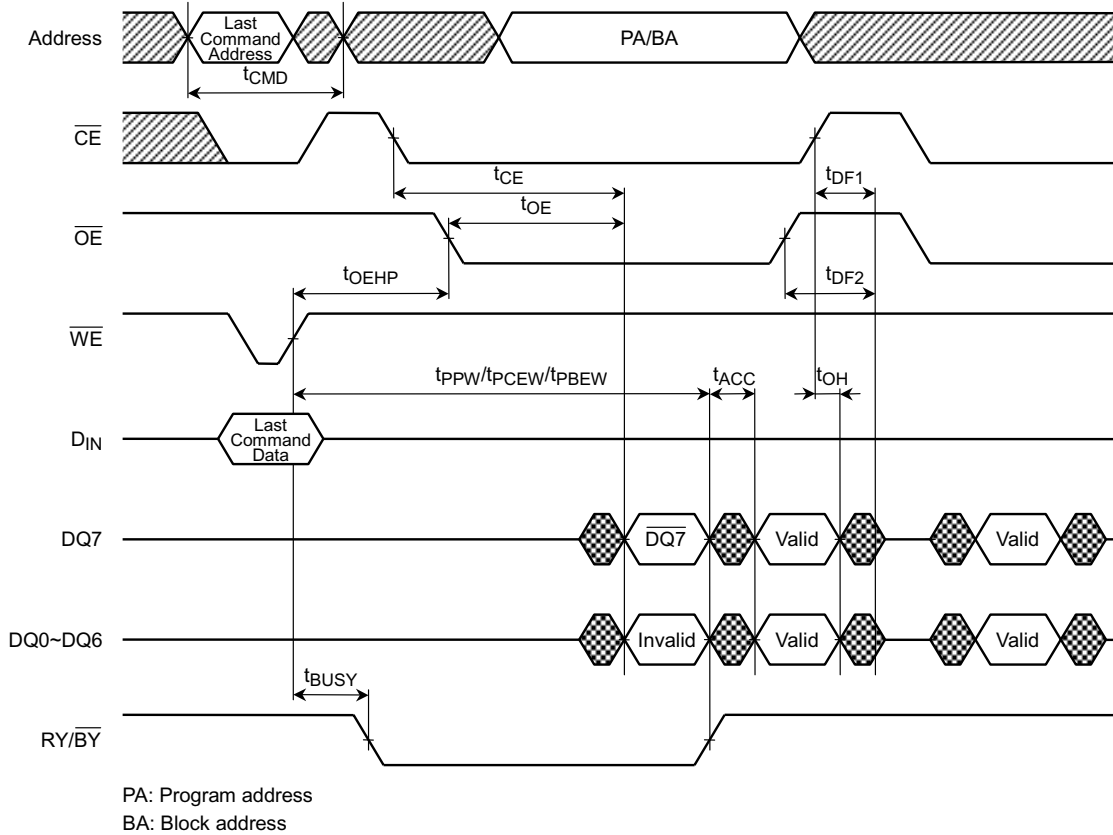 Address
Last
Command
Address
PA/BA
tCMD
CE
tCE
tDF1
tOE
OE
tOEHP
tDF2
WE
tPPW/tPCEW/tPBEW
tACC
tOH
DIN
Last
Command
Data
DQ7
DQ7
Valid
Valid
DQ0~DQ6
Invalid
Valid
Valid
tBUSY
RY/BY
PA: Program address
BA: Block address